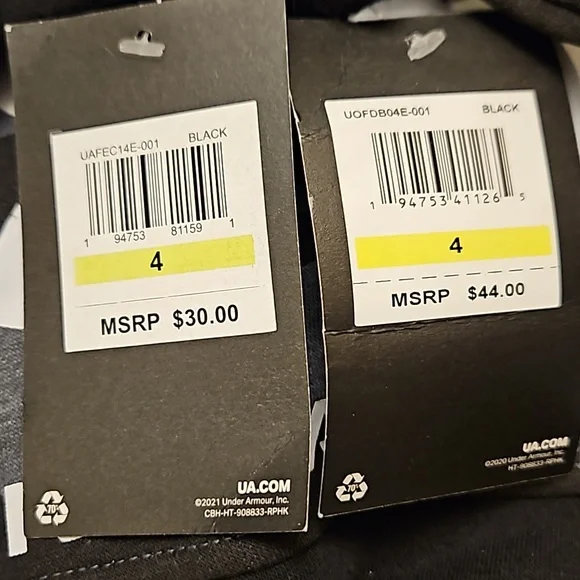 UAFEC14E-001 BLACK
1 94753 81159 1
4
MSRP $30.00
UA.COM
©2021 Under Armour, Inc.
CBH-HT-908833-RPHK
70%
UOFDB04E-001 BLACK
1 94753 41126 5
4
MSRP $44.00
UA.COM
©2020 Under Armour, Inc.
HT-908833-RPHK
70%